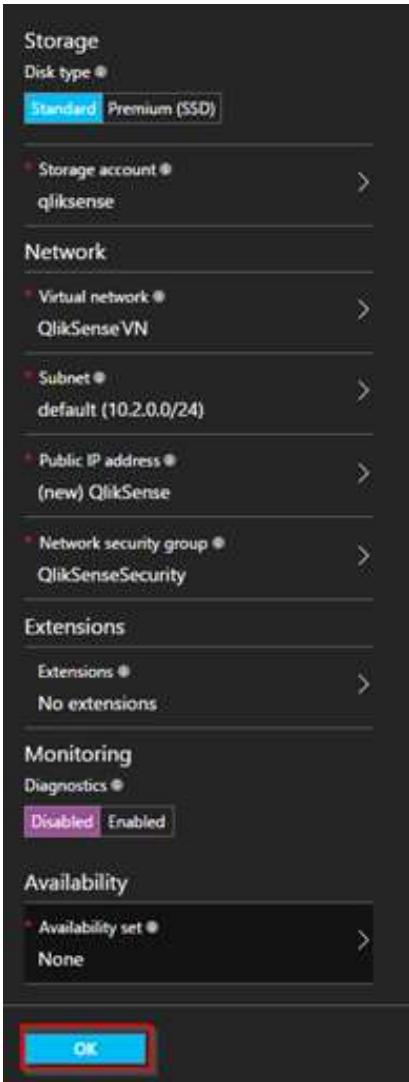 Storage
Disk type
Standard Premium (SSD)
* Storage account
qliksense
Network
* Virtual network
QlikSenseVN
* Subnet
default (10.2.0.0/24)
* Public IP address
(new) QlikSense
* Network security group
QlikSenseSecurity
Extensions
Extensions
No extensions
Monitoring
Diagnostics
Disabled Enabled
Availability
* Availability set
None
OK